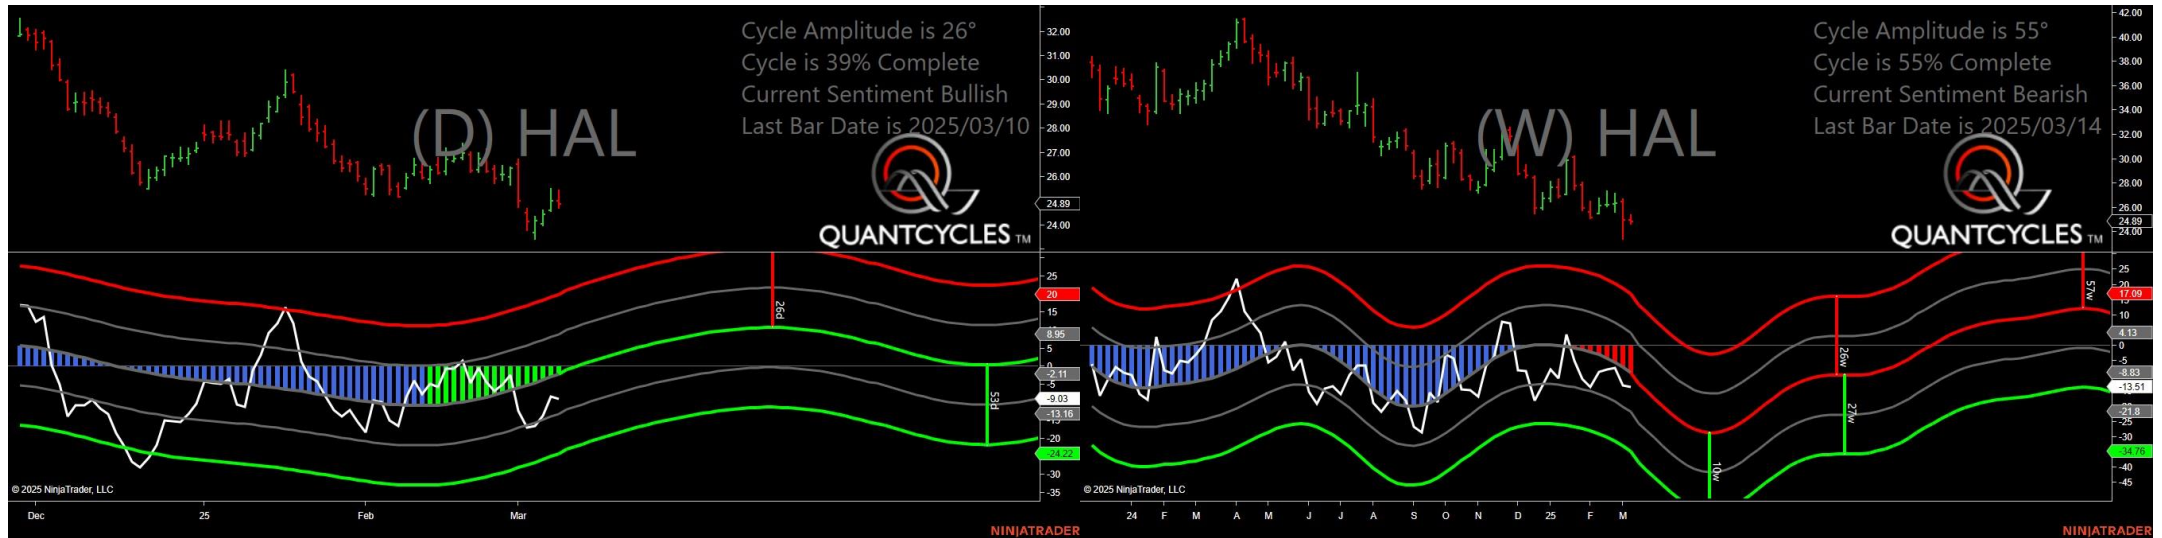 Cycle Amplitude is 26°
Cycle is 39% Complete
Current Sentiment Bullish
Last Bar Date is 2025/03/10
(D) HAL
QUANTCYCLES TM
32.00
31.00
30.00
29.00
28.00
27.00
26.00
24.89
24.00
26d
53d
25
20
15
8.95
5
0
-2.11
-5
-9.03
-13.16
-15
-20
-24.22
-30
-35
© 2025 NinjaTrader, LLC
Dec 25 Feb Mar
NINJATRADER
Cycle Amplitude is 55°
Cycle is 55% Complete
Current Sentiment Bearish
Last Bar Date is 2025/03/14
(W) HAL
QUANTCYCLES TM
42.00
40.00
38.00
36.00
34.00
32.00
30.00
28.00
26.00
24.89
24.00
57w
26w
27w
10w
25
20
17.09
10
4.13
0
-5
-8.83
-13.51
-21.8
-25
-30
-34.76
-40
-45
© 2025 NinjaTrader, LLC
24 F M A M J J A S O N D 25 F M
NINJATRADER